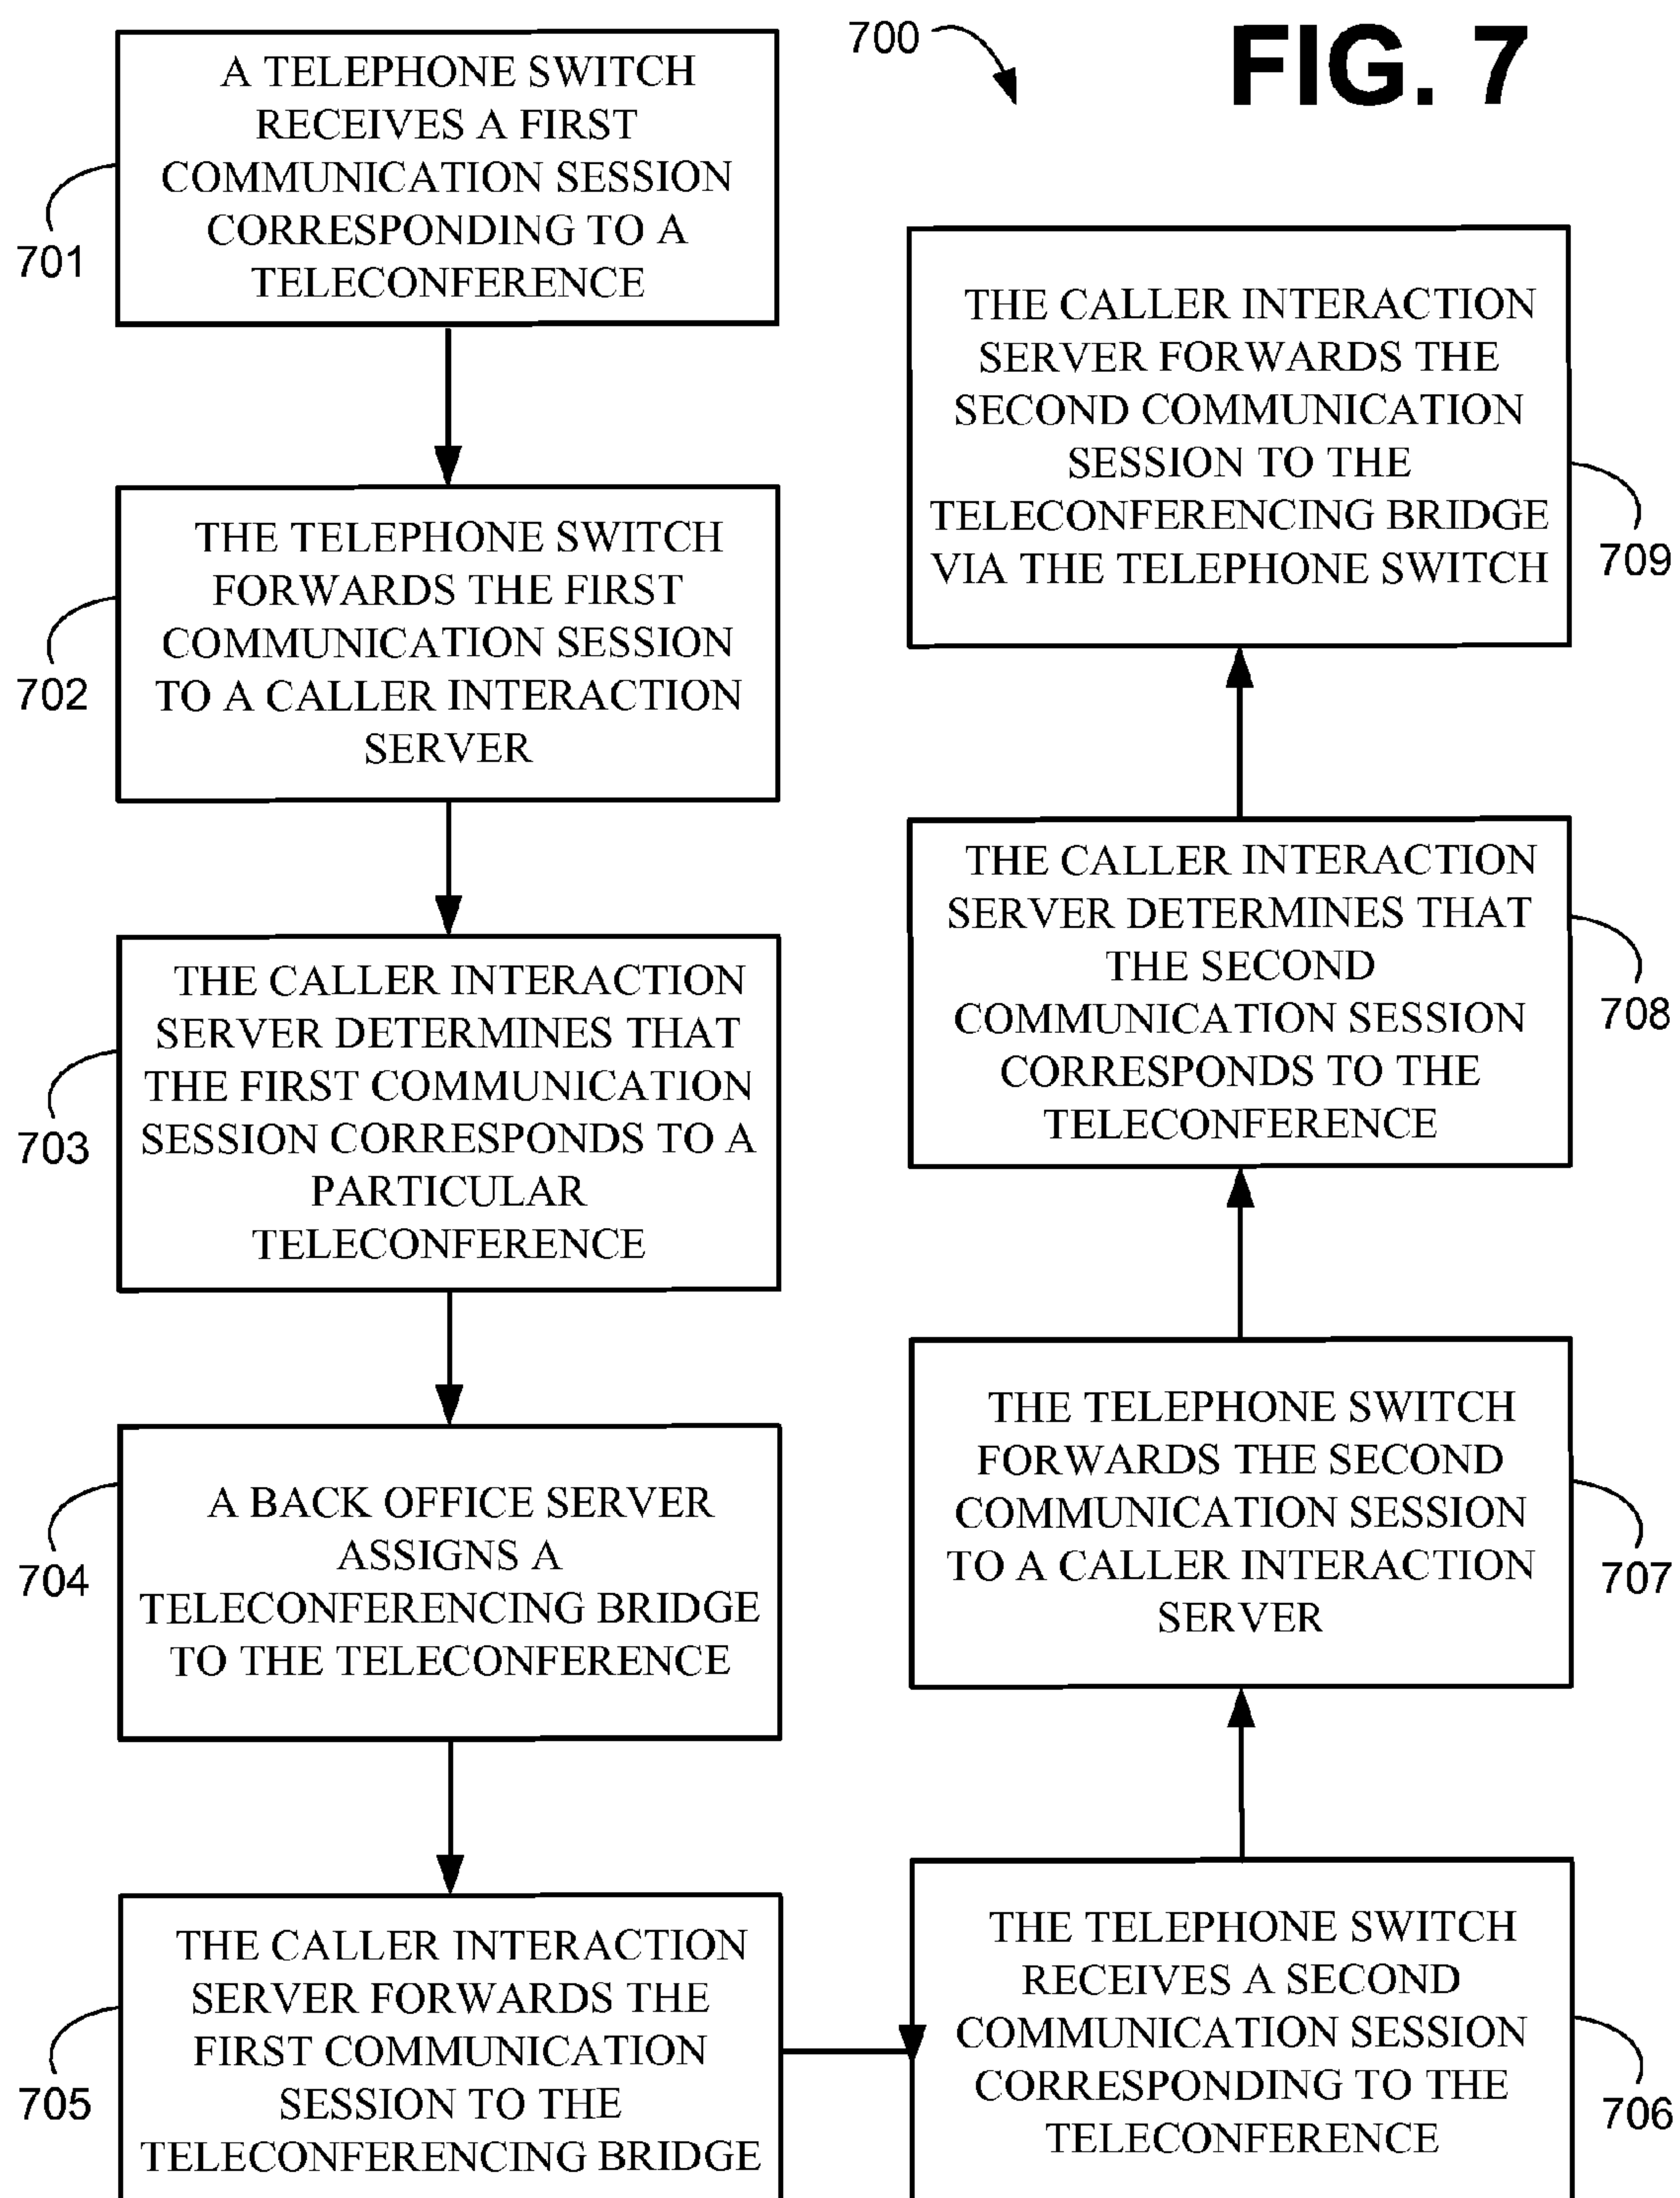 FIG. 7
700
A TELEPHONE SWITCH
RECEIVES A FIRST
COMMUNICATION SESSION
CORRESPONDING TO A
TELECONFERENCE
701
THE TELEPHONE SWITCH
FORWARDS THE FIRST
COMMUNICATION SESSION
TO A CALLER INTERACTION
SERVER
702
THE CALLER INTERACTION
SERVER DETERMINES THAT
THE FIRST COMMUNICATION
SESSION CORRESPONDS TO A
PARTICULAR
TELECONFERENCE
703
A BACK OFFICE SERVER
ASSIGNS A
TELECONFERENCING BRIDGE
TO THE TELECONFERENCE
704
THE CALLER INTERACTION
SERVER FORWARDS THE
FIRST COMMUNICATION
SESSION TO THE
TELECONFERENCING BRIDGE
705
THE TELEPHONE SWITCH
RECEIVES A SECOND
COMMUNICATION SESSION
CORRESPONDING TO THE
TELECONFERENCE
706
THE TELEPHONE SWITCH
FORWARDS THE SECOND
COMMUNICATION SESSION
TO A CALLER INTERACTION
SERVER
707
THE CALLER INTERACTION
SERVER DETERMINES THAT
THE SECOND
COMMUNICATION SESSION
CORRESPONDS TO THE
TELECONFERENCE
708
THE CALLER INTERACTION
SERVER FORWARDS THE
SECOND COMMUNICATION
SESSION TO THE
TELECONFERENCING BRIDGE
VIA THE TELEPHONE SWITCH
709